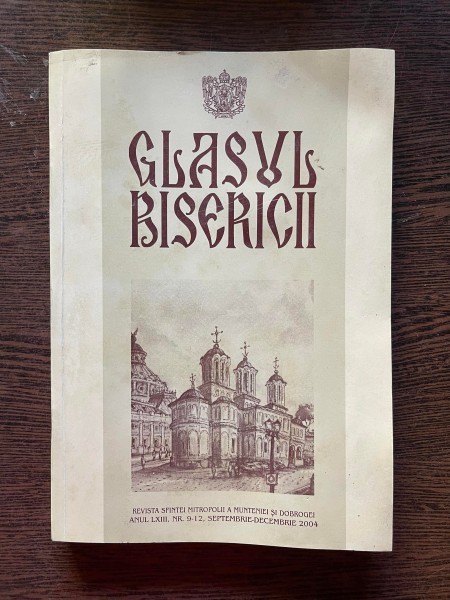 GLASUL
BISERICII
REVISTA SFINTEI MITROPOLII A MUNTENIEI ȘI DOBROGEI
ANUL LXIII, NR. 9-12, SEPTEMBRIE-DECEMBRIE 2004